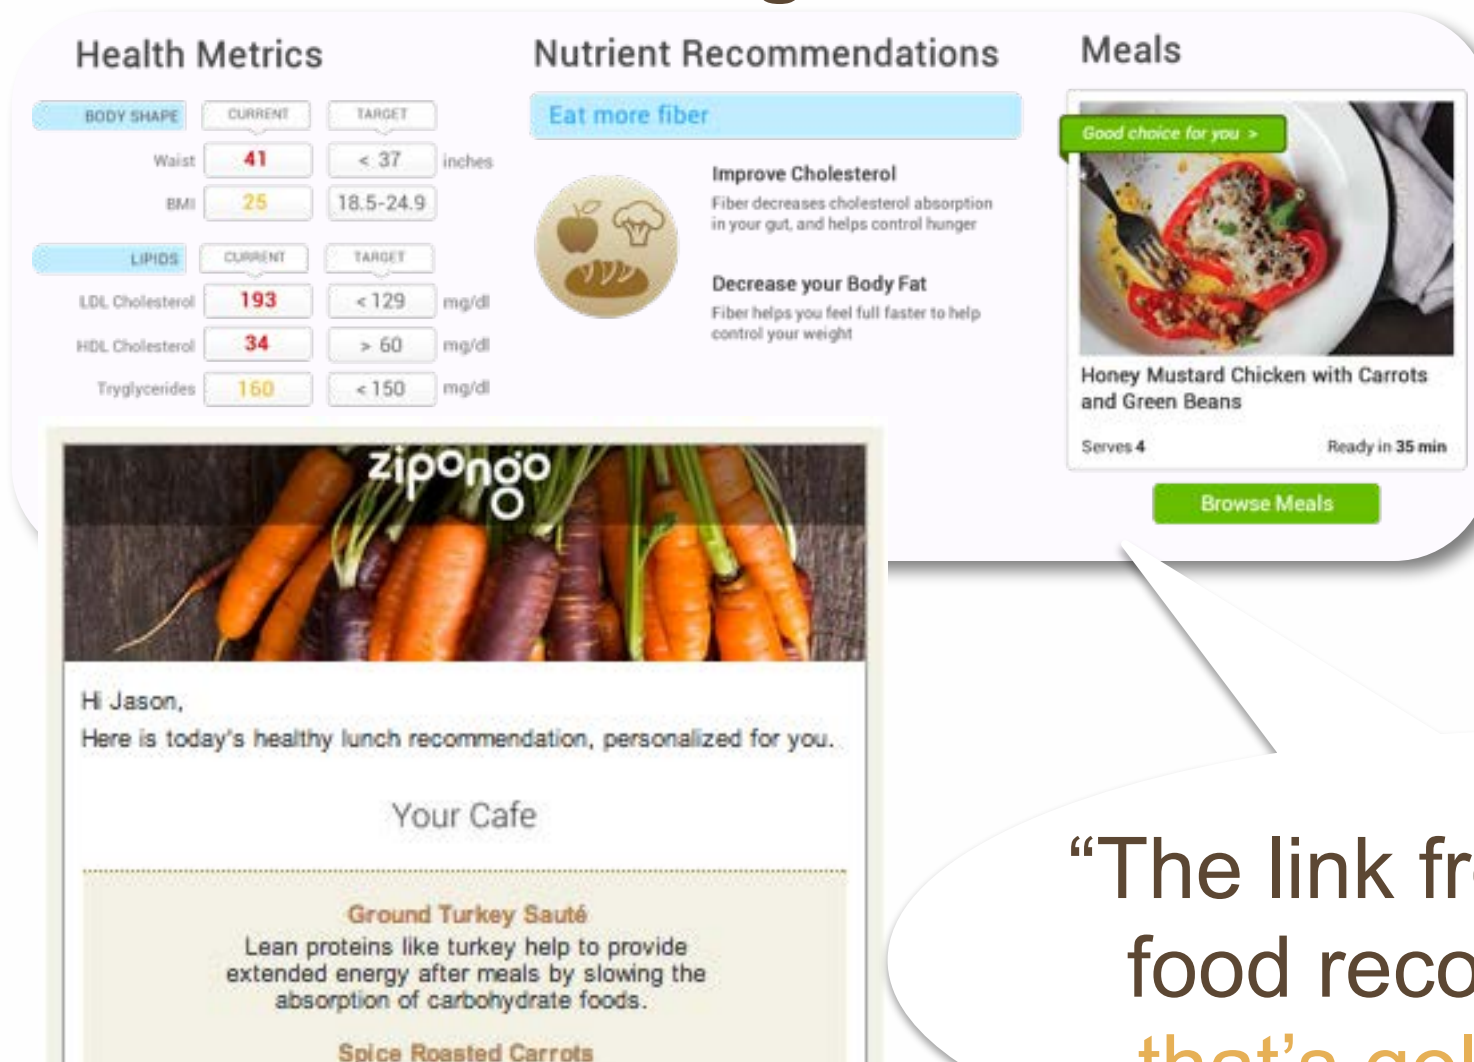 Health Metrics
BODY SHAPE CURRENT TARGET
Waist 41 < 37 inches
BMI 25 18.5-24.9
LIPIDS CURRENT TARGET
LDL Cholesterol 193 < 129 mg/dl
HDL Cholesterol 34 > 60 mg/dl
Tryglycerides 160 < 150 mg/dl
Nutrient Recommendations
Eat more fiber
Improve Cholesterol
Fiber decreases cholesterol absorption
in your gut, and helps control hunger
Decrease your Body Fat
Fiber helps you feel full faster to help
control your weight
Meals
Good choice for you >
Honey Mustard Chicken with Carrots
and Green Beans
Serves 4 Ready in 35 min
Browse Meals
zipongo
Hi Jason,
Here is today's healthy lunch recommendation, personalized for you.
Your Cafe
Ground Turkey Sauté
Lean proteins like turkey help to provide
extended energy after meals by slowing the
absorption of carbohydrate foods.
Spice Roasted Carrots
“The link
food
that's